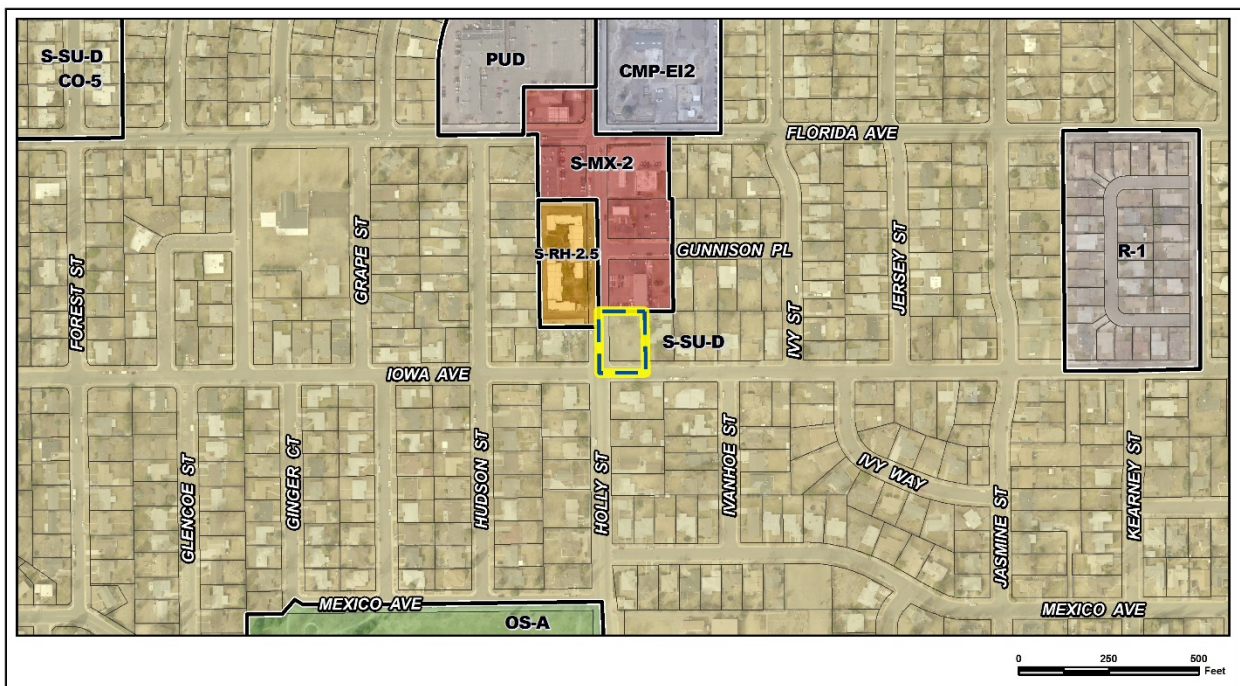 S-SU-D
CO-5
PUD
CMP-EI2
FLORIDA AVE
S-MX-2
S-RH-2.5
GUNNISON PL
R-1
FOREST ST
GRAPE ST
IVY ST
JERSEY ST
S-SU-D
IOWA AVE
GLENCOE ST
GINGER CT
HUDSON ST
HOLLY ST
IVANHOE ST
IVY WAY
JASMINE ST
KEARNEY ST
MEXICO AVE
OS-A
MEXICO AVE
0 250 500
Feet